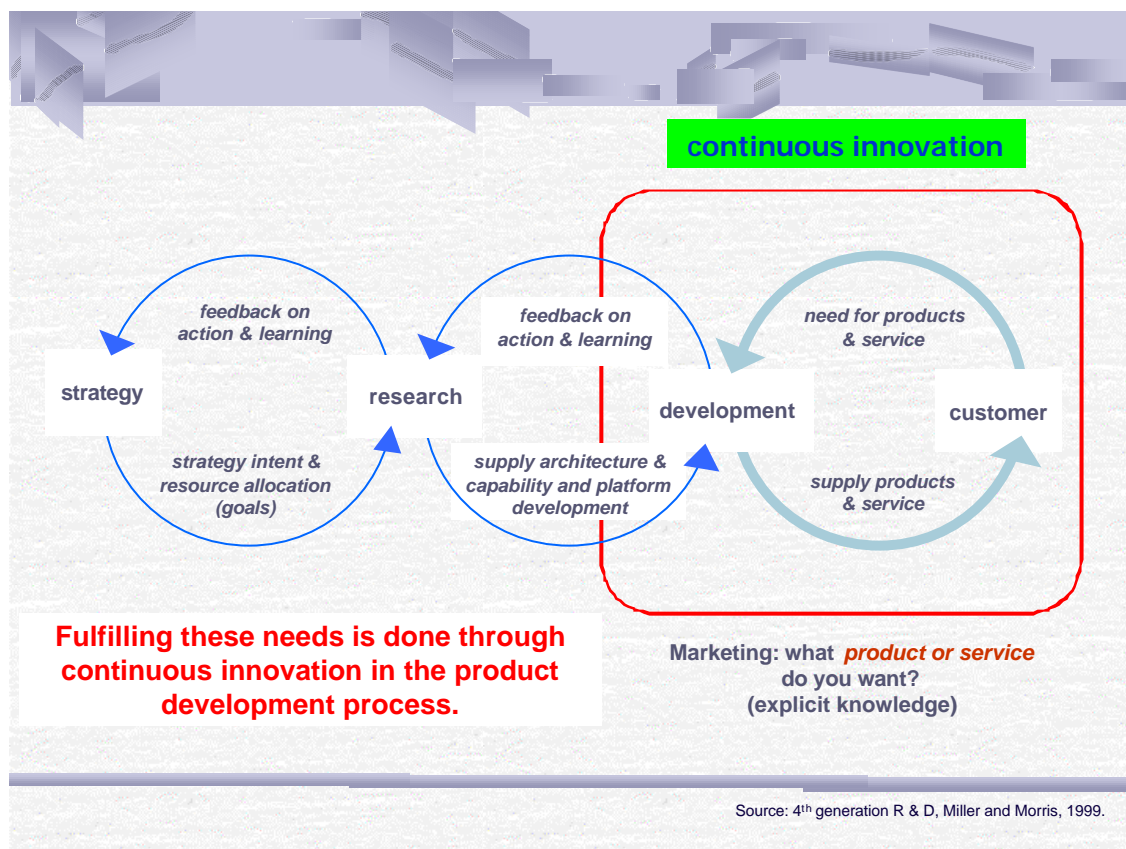 continuous innovation
feedback on
action & learning
feedback on
action & learning
need for products
& service
strategy
research
development
customer
strategy intent &
resource allocation
(goals)
supply architecture &
capability and platform
development
supply products
& service
Fulfilling these needs is done through
continuous innovation in the product
development process.
Marketing: what product or service
do you want?
(explicit knowledge)
Source: 4th generation R & D, Miller and Morris, 1999.